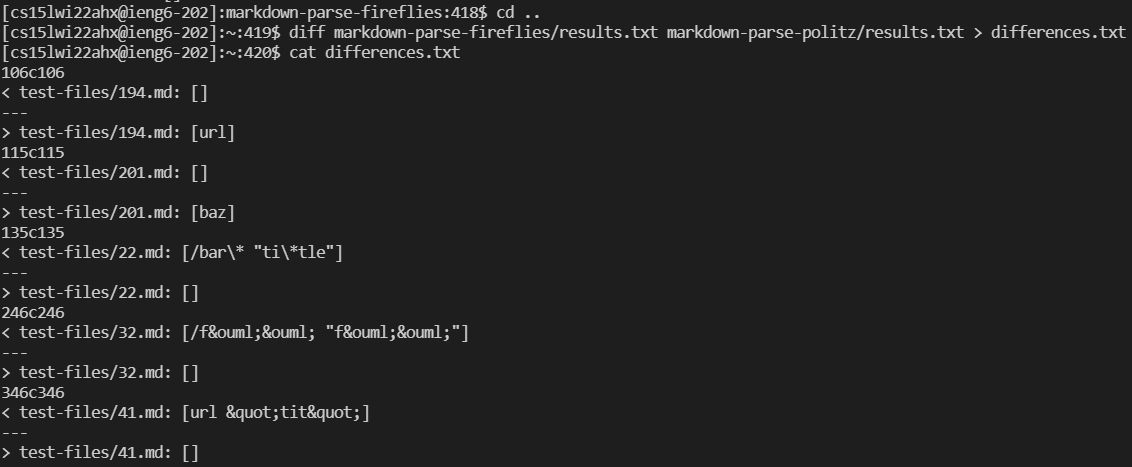 [cs15lwi22ahx@ieng6-202]:markdown-parse-fireflies:418$ cd ..
[cs15lwi22ahx@ieng6-202]:~:419$ diff markdown-parse-fireflies/results.txt markdown-parse-politz/results.txt > differences.txt
[cs15lwi22ahx@ieng6-202]:~:420$ cat differences.txt
106c106
< test-files/194.md: []
---
> test-files/194.md: [url]
115c115
< test-files/201.md: []
---
> test-files/201.md: [baz]
135c135
< test-files/22.md: [/bar\* "ti\*tle"]
---
> test-files/22.md: []
246c246
< test-files/32.md: [/f&ouml;&ouml; "f&ouml;&ouml;"]
---
> test-files/32.md: []
346c346
< test-files/41.md: [url &quot;tit&quot;]
---
> test-files/41.md: []